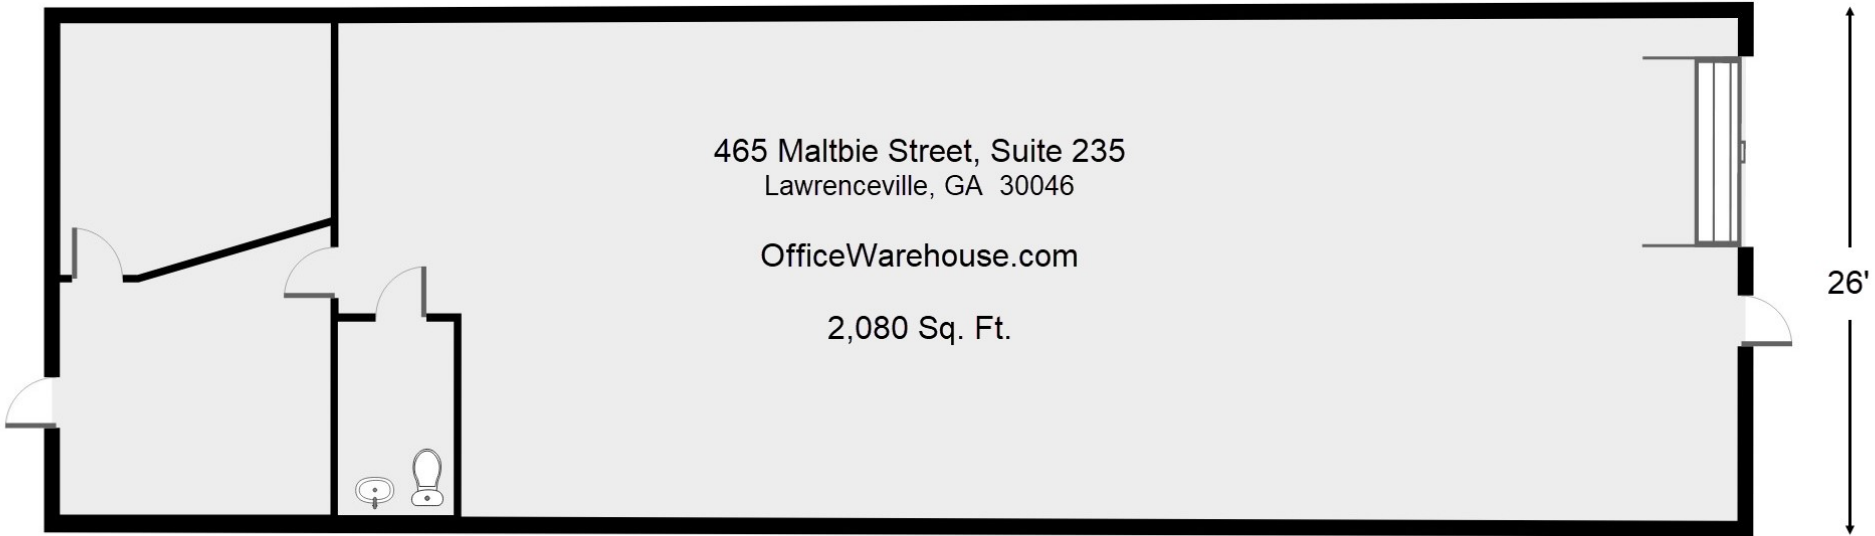 465 Maltbie Street, Suite 235
Lawrenceville, GA  30046
OfficeWarehouse.com
26'
2,080 Sq. Ft.